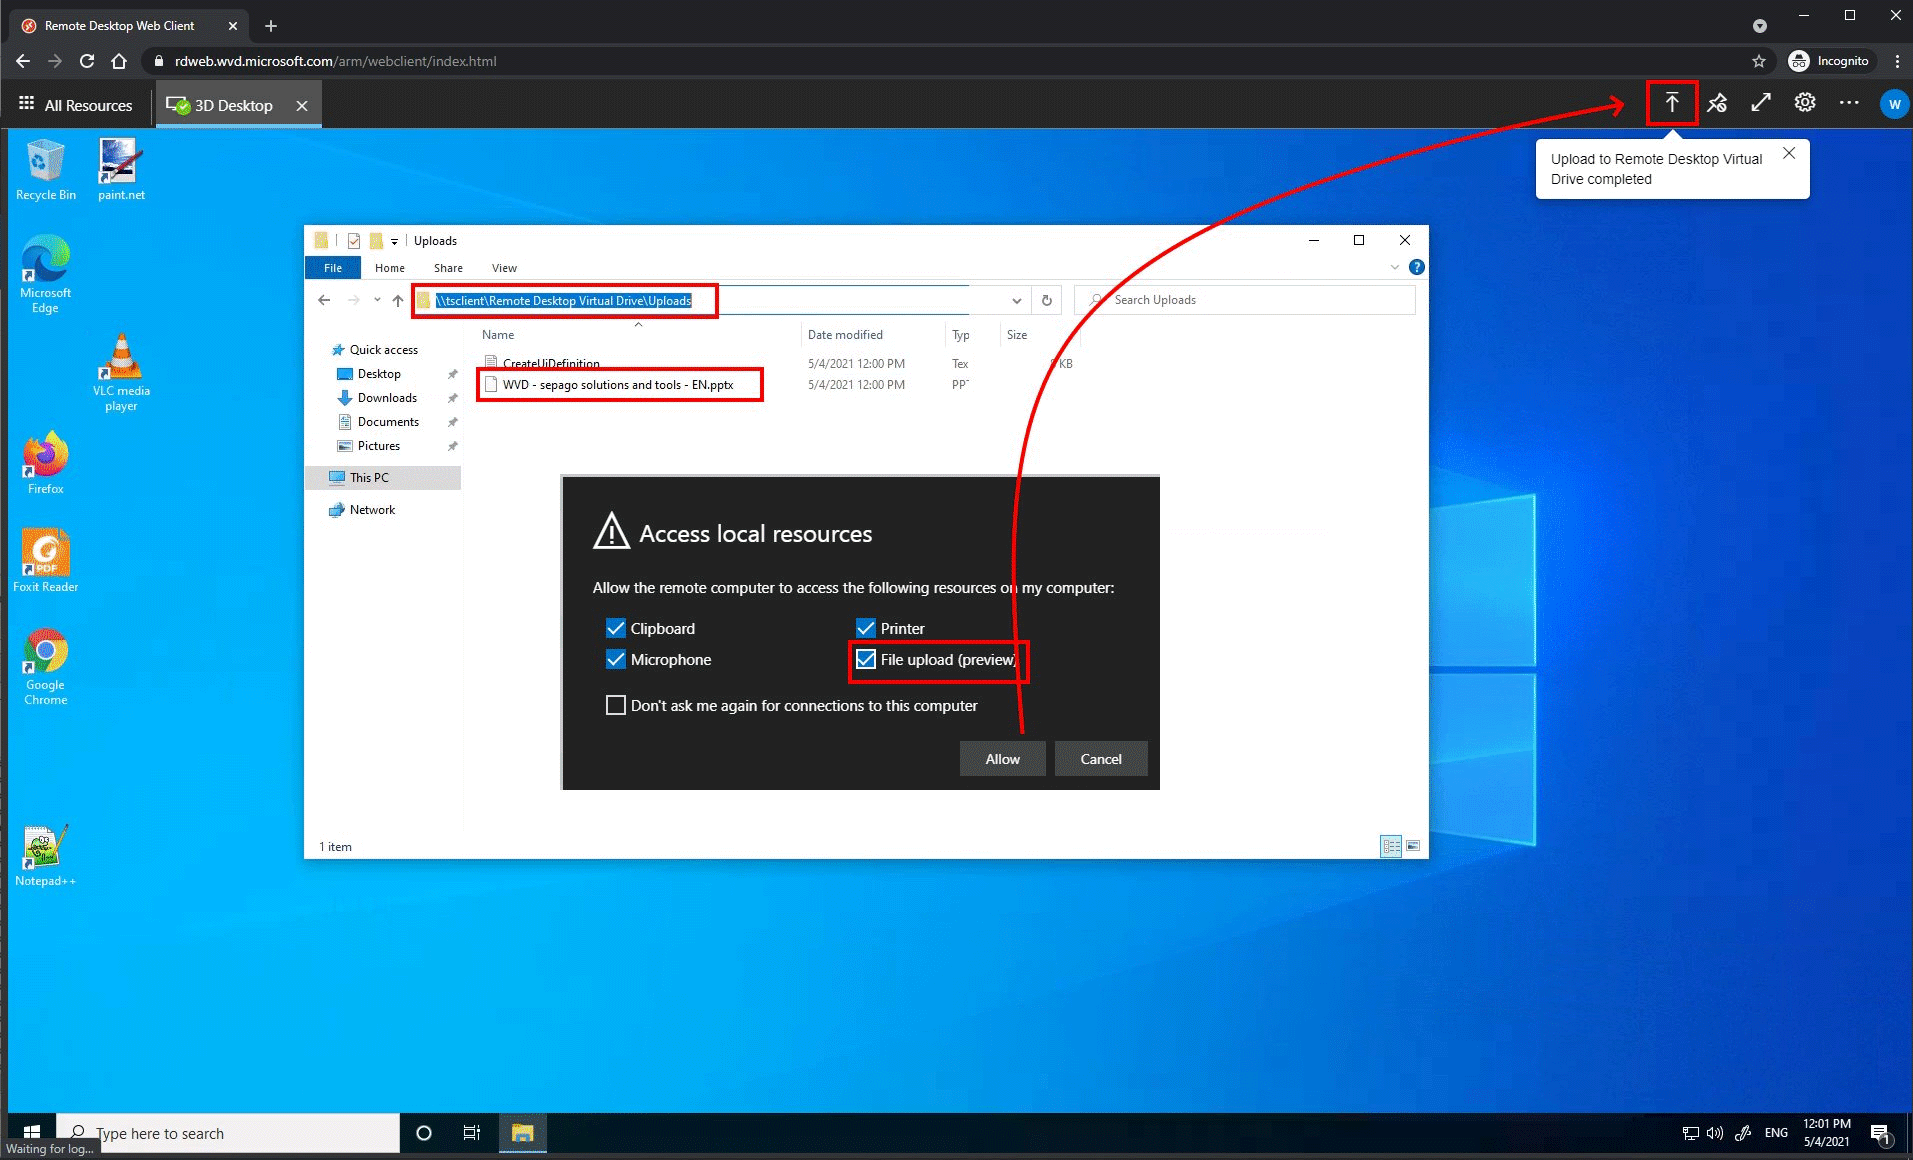 Remote Desktop Web Client
rdweb.wvd.microsoft.com/arm/webclient/index.html
Incognito
All Resources
3D Desktop
W
Upload to Remote Desktop Virtual
Drive completed
Recycle Bin
paint.net
Microsoft
Edge
VLC media
player
Firefox
PDF
Foxit Reader
Google
Chrome
Notepad++
Uploads
File Home Share View
?
\\tsclient\Remote Desktop Virtual Drive\Uploads
Search Uploads
Name Date modified Typ Size
Quick access
Desktop
Downloads
Documents
Pictures
This PC
Network
CreateUiDefinition 5/4/2021 12:00 PM Tex KB
WVD - sepago solutions and tools - EN.pptx 5/4/2021 12:00 PM PPT
Access local resources
Allow the remote computer to access the following resources on my computer:
Clipboard Printer
Microphone File upload (preview)
Don't ask me again for connections to this computer
Allow Cancel
1 item
Type here to search
Waiting for log...
ENG
12:01 PM
5/4/2021
1